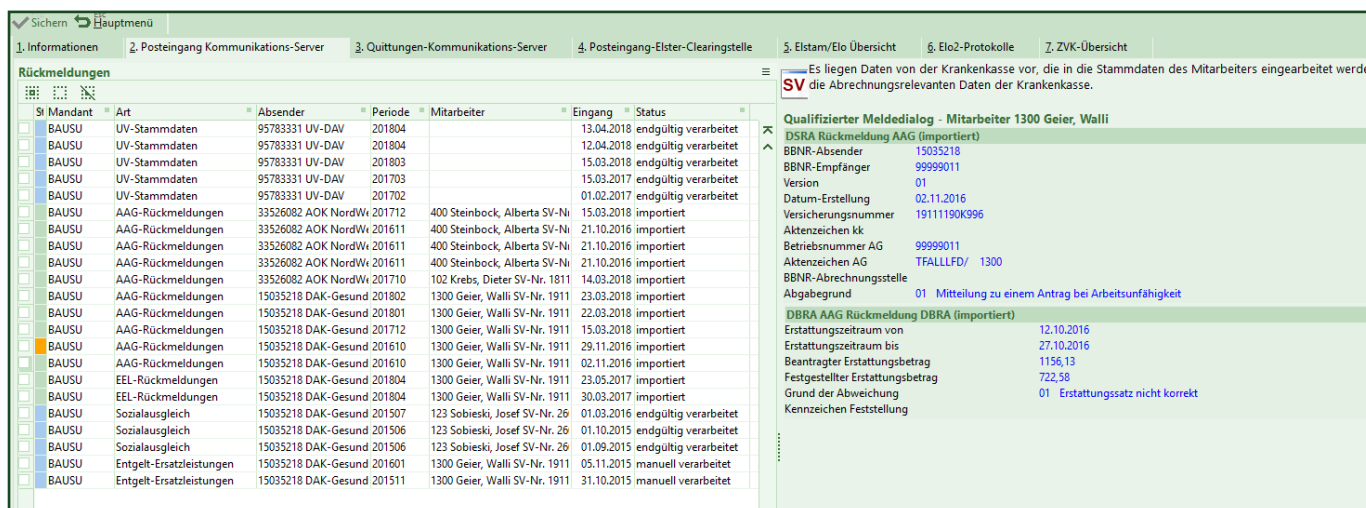 Sichern Hauptmenü
1. Informationen 2. Posteingang Kommunikations-Server 3. Quittungen-Kommunikations-Server 4. Posteingang-Elster-Clearingstelle 5. Elstam/Elo Übersicht 6. Elo2-Protokolle 7. ZVK-Übersicht
Rückmeldungen
St Mandant Art Absender Periode Mitarbeiter Eingang Status
BAUSU UV-Stammdaten 95783331 UV-DAV 201804 13.04.2018 endgültig verarbeitet
BAUSU UV-Stammdaten 95783331 UV-DAV 201804 12.04.2018 endgültig verarbeitet
BAUSU UV-Stammdaten 95783331 UV-DAV 201803 15.03.2018 endgültig verarbeitet
BAUSU UV-Stammdaten 95783331 UV-DAV 201703 15.03.2017 endgültig verarbeitet
BAUSU UV-Stammdaten 95783331 UV-DAV 201702 01.02.2017 endgültig verarbeitet
BAUSU AAG-Rückmeldungen 33526082 AOK NordWe 201712 400 Steinbock, Alberta SV-Nr 15.03.2018 importiert
BAUSU AAG-Rückmeldungen 33526082 AOK NordWe 201611 400 Steinbock, Alberta SV-Nr 21.10.2016 importiert
BAUSU AAG-Rückmeldungen 33526082 AOK NordWe 201611 400 Steinbock, Alberta SV-Nr 21.10.2016 importiert
BAUSU AAG-Rückmeldungen 33526082 AOK NordWe 201611 400 Steinbock, Alberta SV-Nr 21.10.2016 importiert
BAUSU AAG-Rückmeldungen 33526082 AOK NordWe 201710 102 Krebs, Dieter SV-Nr. 1811 14.03.2018 importiert
BAUSU AAG-Rückmeldungen 15035218 DAK-Gesund 201802 1300 Geier, Walli SV-Nr. 1911 23.03.2018 importiert
BAUSU AAG-Rückmeldungen 15035218 DAK-Gesund 201801 1300 Geier, Walli SV-Nr. 1911 22.03.2018 importiert
BAUSU AAG-Rückmeldungen 15035218 DAK-Gesund 201712 1300 Geier, Walli SV-Nr. 1911 15.03.2018 importiert
BAUSU AAG-Rückmeldungen 15035218 DAK-Gesund 201610 1300 Geier, Walli SV-Nr. 1911 29.11.2016 importiert
BAUSU AAG-Rückmeldungen 15035218 DAK-Gesund 201610 1300 Geier, Walli SV-Nr. 1911 02.11.2016 importiert
BAUSU EEL-Rückmeldungen 15035218 DAK-Gesund 201804 1300 Geier, Walli SV-Nr. 1911 23.05.2017 importiert
BAUSU EEL-Rückmeldungen 15035218 DAK-Gesund 201804 1300 Geier, Walli SV-Nr. 1911 30.03.2017 importiert
BAUSU Sozialausgleich 15035218 DAK-Gesund 201507 123 Sobieski, Josef SV-Nr. 26 01.03.2016 endgültig verarbeitet
BAUSU Sozialausgleich 15035218 DAK-Gesund 201506 123 Sobieski, Josef SV-Nr. 26 01.10.2015 endgültig verarbeitet
BAUSU Sozialausgleich 15035218 DAK-Gesund 201506 123 Sobieski, Josef SV-Nr. 26 01.09.2015 endgültig verarbeitet
BAUSU Entgelt-Ersatzleistungen 15035218 DAK-Gesund 201601 1300 Geier, Walli SV-Nr. 1911 05.11.2015 manuell verarbeitet
BAUSU Entgelt-Ersatzleistungen 15035218 DAK-Gesund 201511 1300 Geier, Walli SV-Nr. 1911 31.10.2015 manuell verarbeitet
SV
Es liegen Daten von der Krankenkasse vor, die in die Stammdaten des Mitarbeiters eingearbeitet werde
die Abrechnungsrelevanten Daten der Krankenkasse.
Qualifizierter Meldedialog - Mitarbeiter 1300 Geier, Walli
DSRA Rückmeldung AAG (importiert)
BBNR-Absender 15035218
BBNR-Empfänger 99999011
Version 01
Datum-Erstellung 02.11.2016
Versicherungsnummer 19111190K996
Aktenzeichen kk
Betriebsnummer AG 99999011
Aktenzeichen AG TFALLLFD/ 1300
BBNR-Abrechnungsstelle
Abgabegrund 01 Mitteilung zu einem Antrag bei Arbeitsunfähigkeit
DBRA AAG Rückmeldung DBRA (importiert)
Erstattungszeitraum von 12.10.2016
Erstattungszeitraum bis 27.10.2016
Beantragter Erstattungsbetrag 1156,13
Festgestellter Erstattungsbetrag 722,58
Grund der Abweichung 01 Erstattungssatz nicht korrekt
Kennzeichen Feststellung